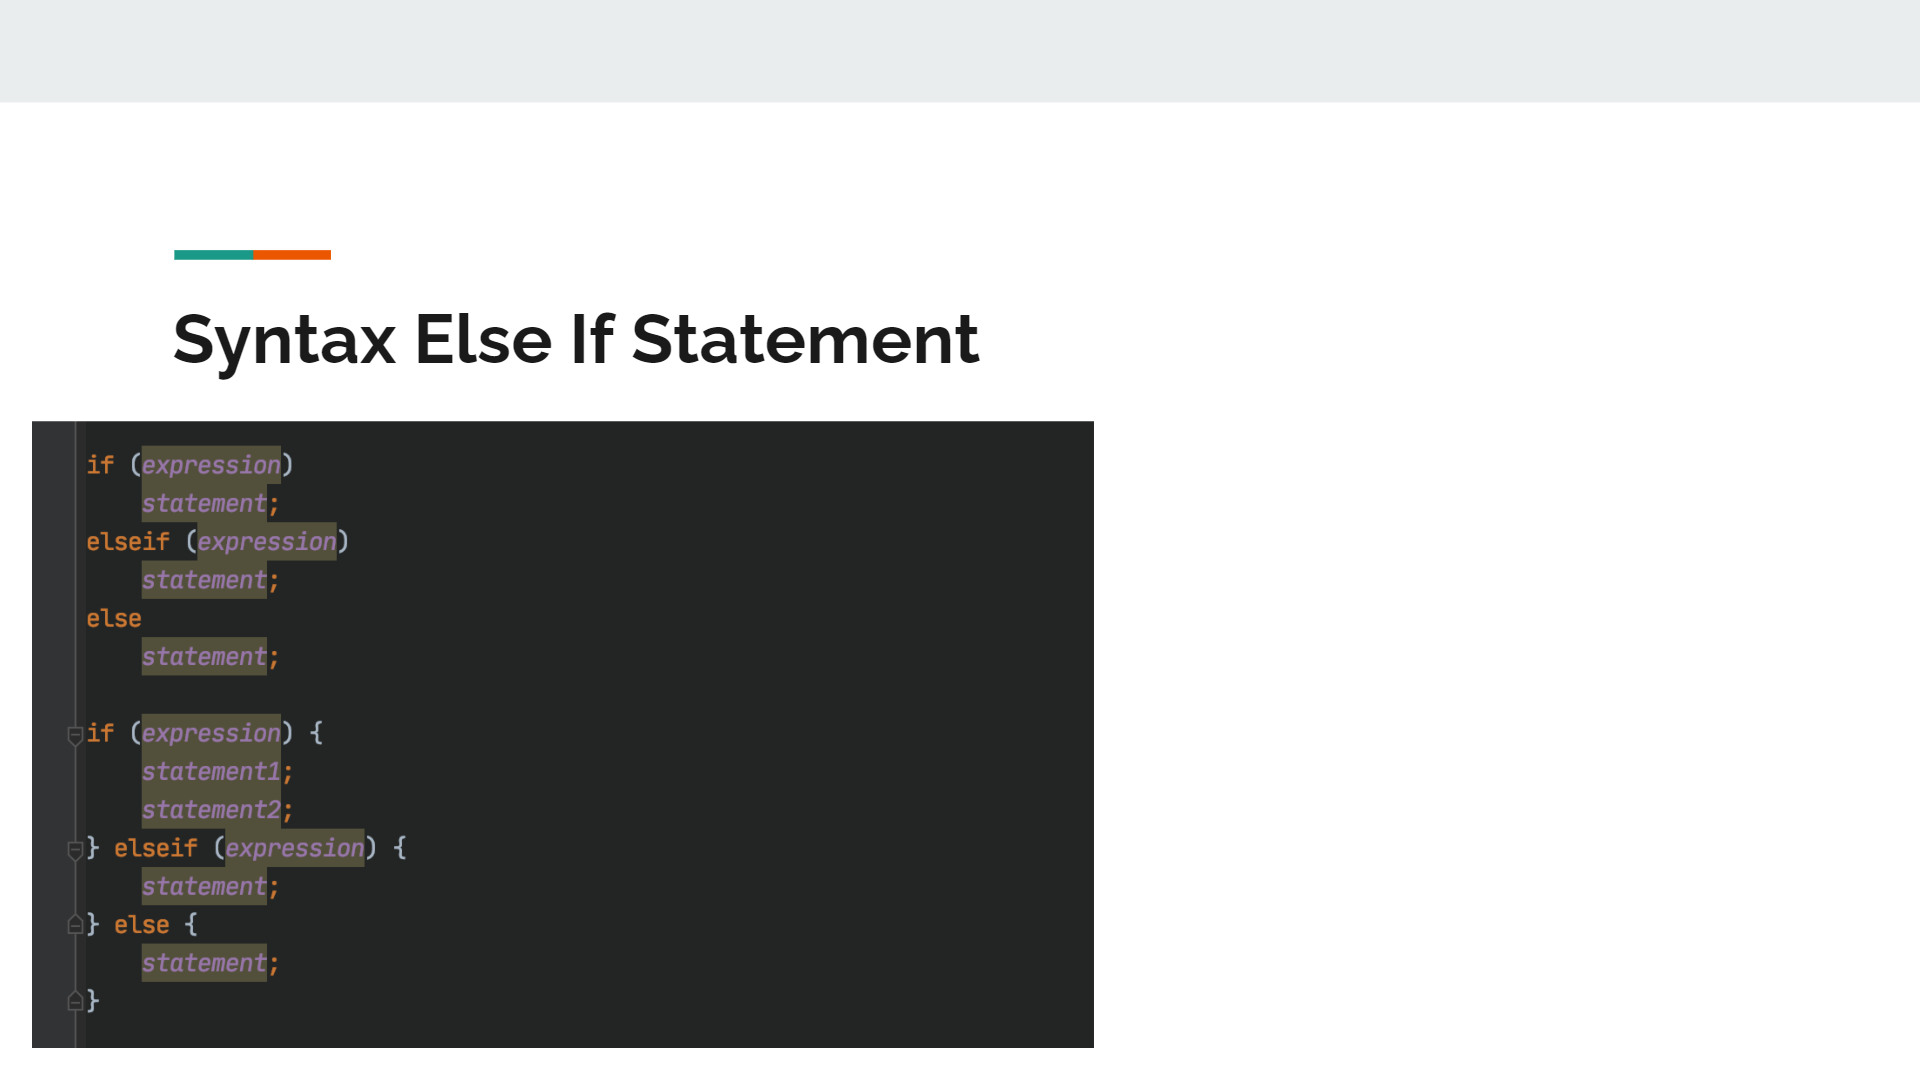 Syntax Else If Statement
if (expression)
    statement;
elseif (expression)
    statement;
else
    statement;

if (expression) {
    statement1;
    statement2;
} elseif (expression) {
    statement;
} else {
    statement;
}